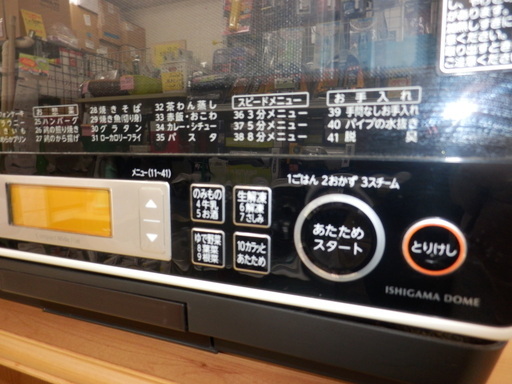 お惣菜
25 ハンバーグ
26 鶏の照り焼き
27 鶏のから揚げ
28 焼きそば
29 焼き魚(切り身)
30 グラタン
31 ローカロリーフライ
32 茶わん蒸し
33 赤飯・おこわ
34 カレー・シチュー
35 パスタ
スピードメニュー
36 3分メニュー
37 5分メニュー
38 8分メニュー
お手入れ
39 手間なしお手入れ
40 パイプの水抜き
41 脱臭
メニュー(11~41)
のみもの
4牛乳
5お酒
生解凍
6解凍
7さしみ
ゆで野菜
8葉菜
9根菜
10カラッと
あたため
1ごはん 2おかず 3スチーム
あたため
スタート
とりけし
ISHIGAMA DOME